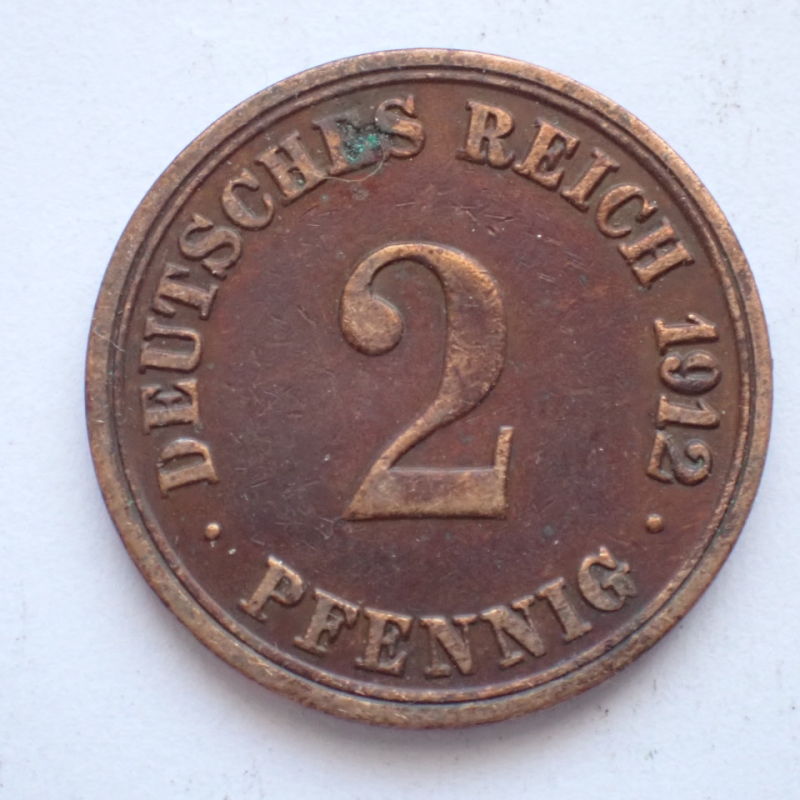 DEUTSCHES REICH 1912
2
· PFENNIG ·